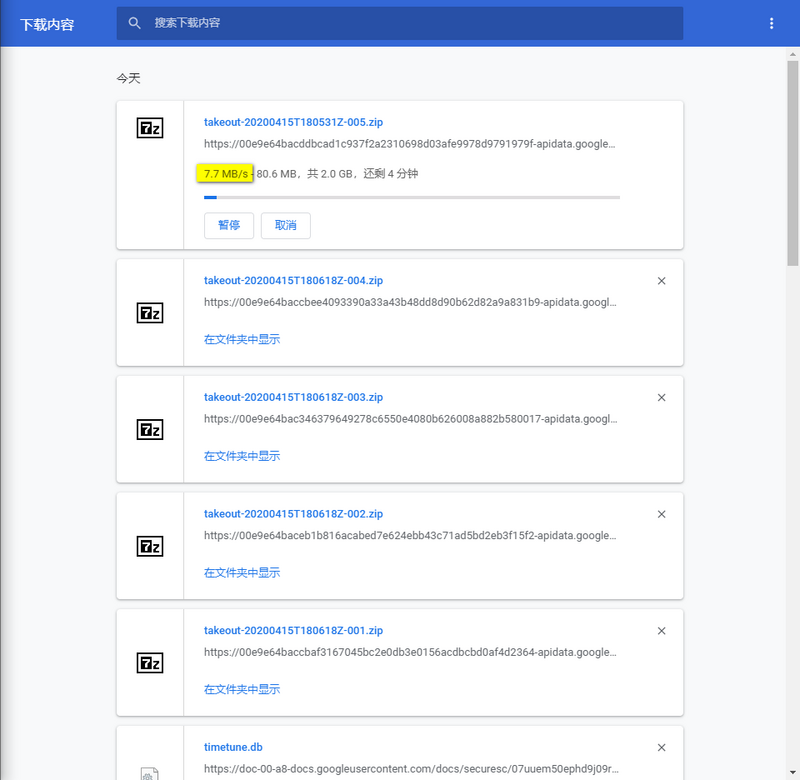 下载内容
搜索下载内容
今天
takeout-20200415T180531Z-005.zip
https://00e9e64bacddbcad1c937f2a2310698d03afe9978d9791979f-apidata.google…
7.7 MB/s - 80.6 MB，共 2.0 GB，还剩 4 分钟
暂停
取消
takeout-20200415T180618Z-004.zip
https://00e9e64baccbee4093390a33a43b48dd8d90b62d82a9a831b9-apidata.googl…
7z
在文件夹中显示
takeout-20200415T180618Z-003.zip
https://00e9e64bac346379649278c6550e4080b626008a882b580017-apidata.googl…
7z
在文件夹中显示
takeout-20200415T180618Z-002.zip
https://00e9e64baceb1b816acabed7e624ebb43c71ad5bd2eb3f15f2-apidata.google…
7z
在文件夹中显示
takeout-20200415T180618Z-001.zip
https://00e9e64baccbaf3167045bc2e0db3e0156acdbcbd0af4d2364-apidata.google…
7z
在文件夹中显示
timetune.db
https://doc-00-a8-docs.googleusercontent.com/docs/securesc/07uuem50ephd9j09r…